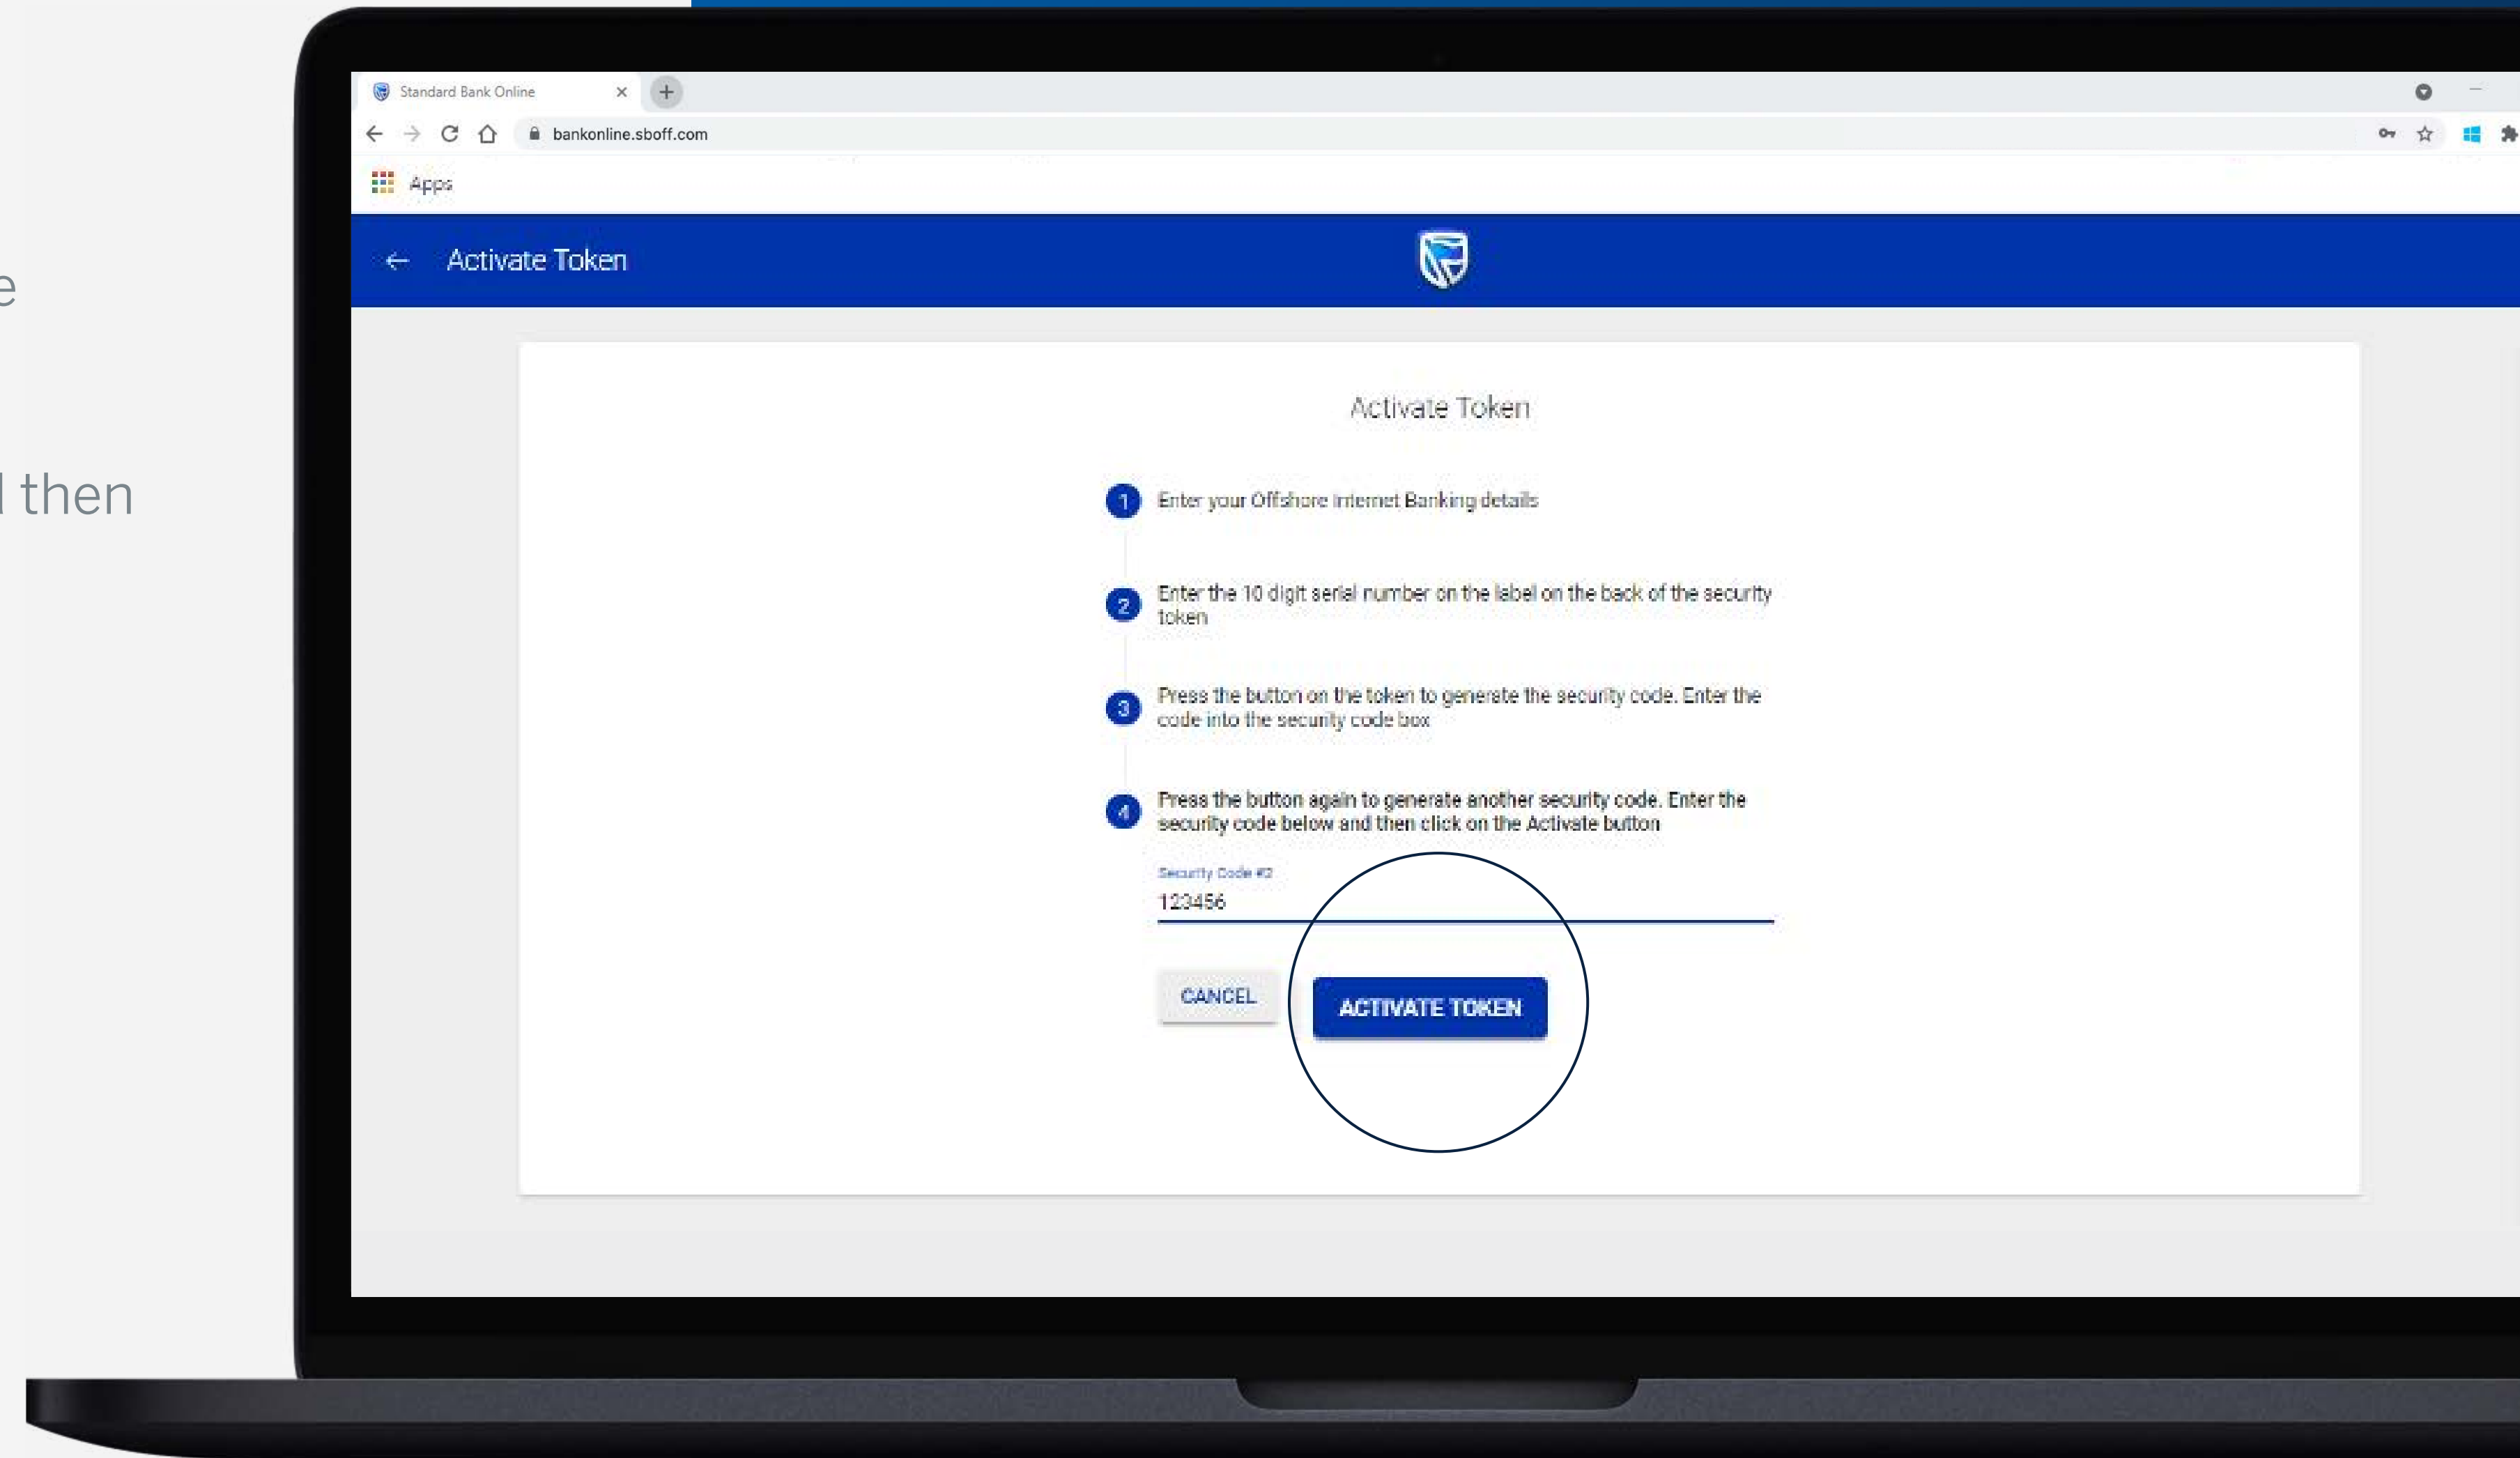 e
then
Standard Bank Online
bankonline.sboff.com
Apps
Activate Token
Activate Token
1 Enter your Offshore Internet Banking details
2 Enter the 10 digit serial number on the label on the back of the security
token
3 Press the button on the token to generate the security code. Enter the
code into the security code box
4 Press the button again to generate another security code. Enter the
security code below and then click on the Activate button
Security Code #2
123456
CANCEL
ACTIVATE TOKEN